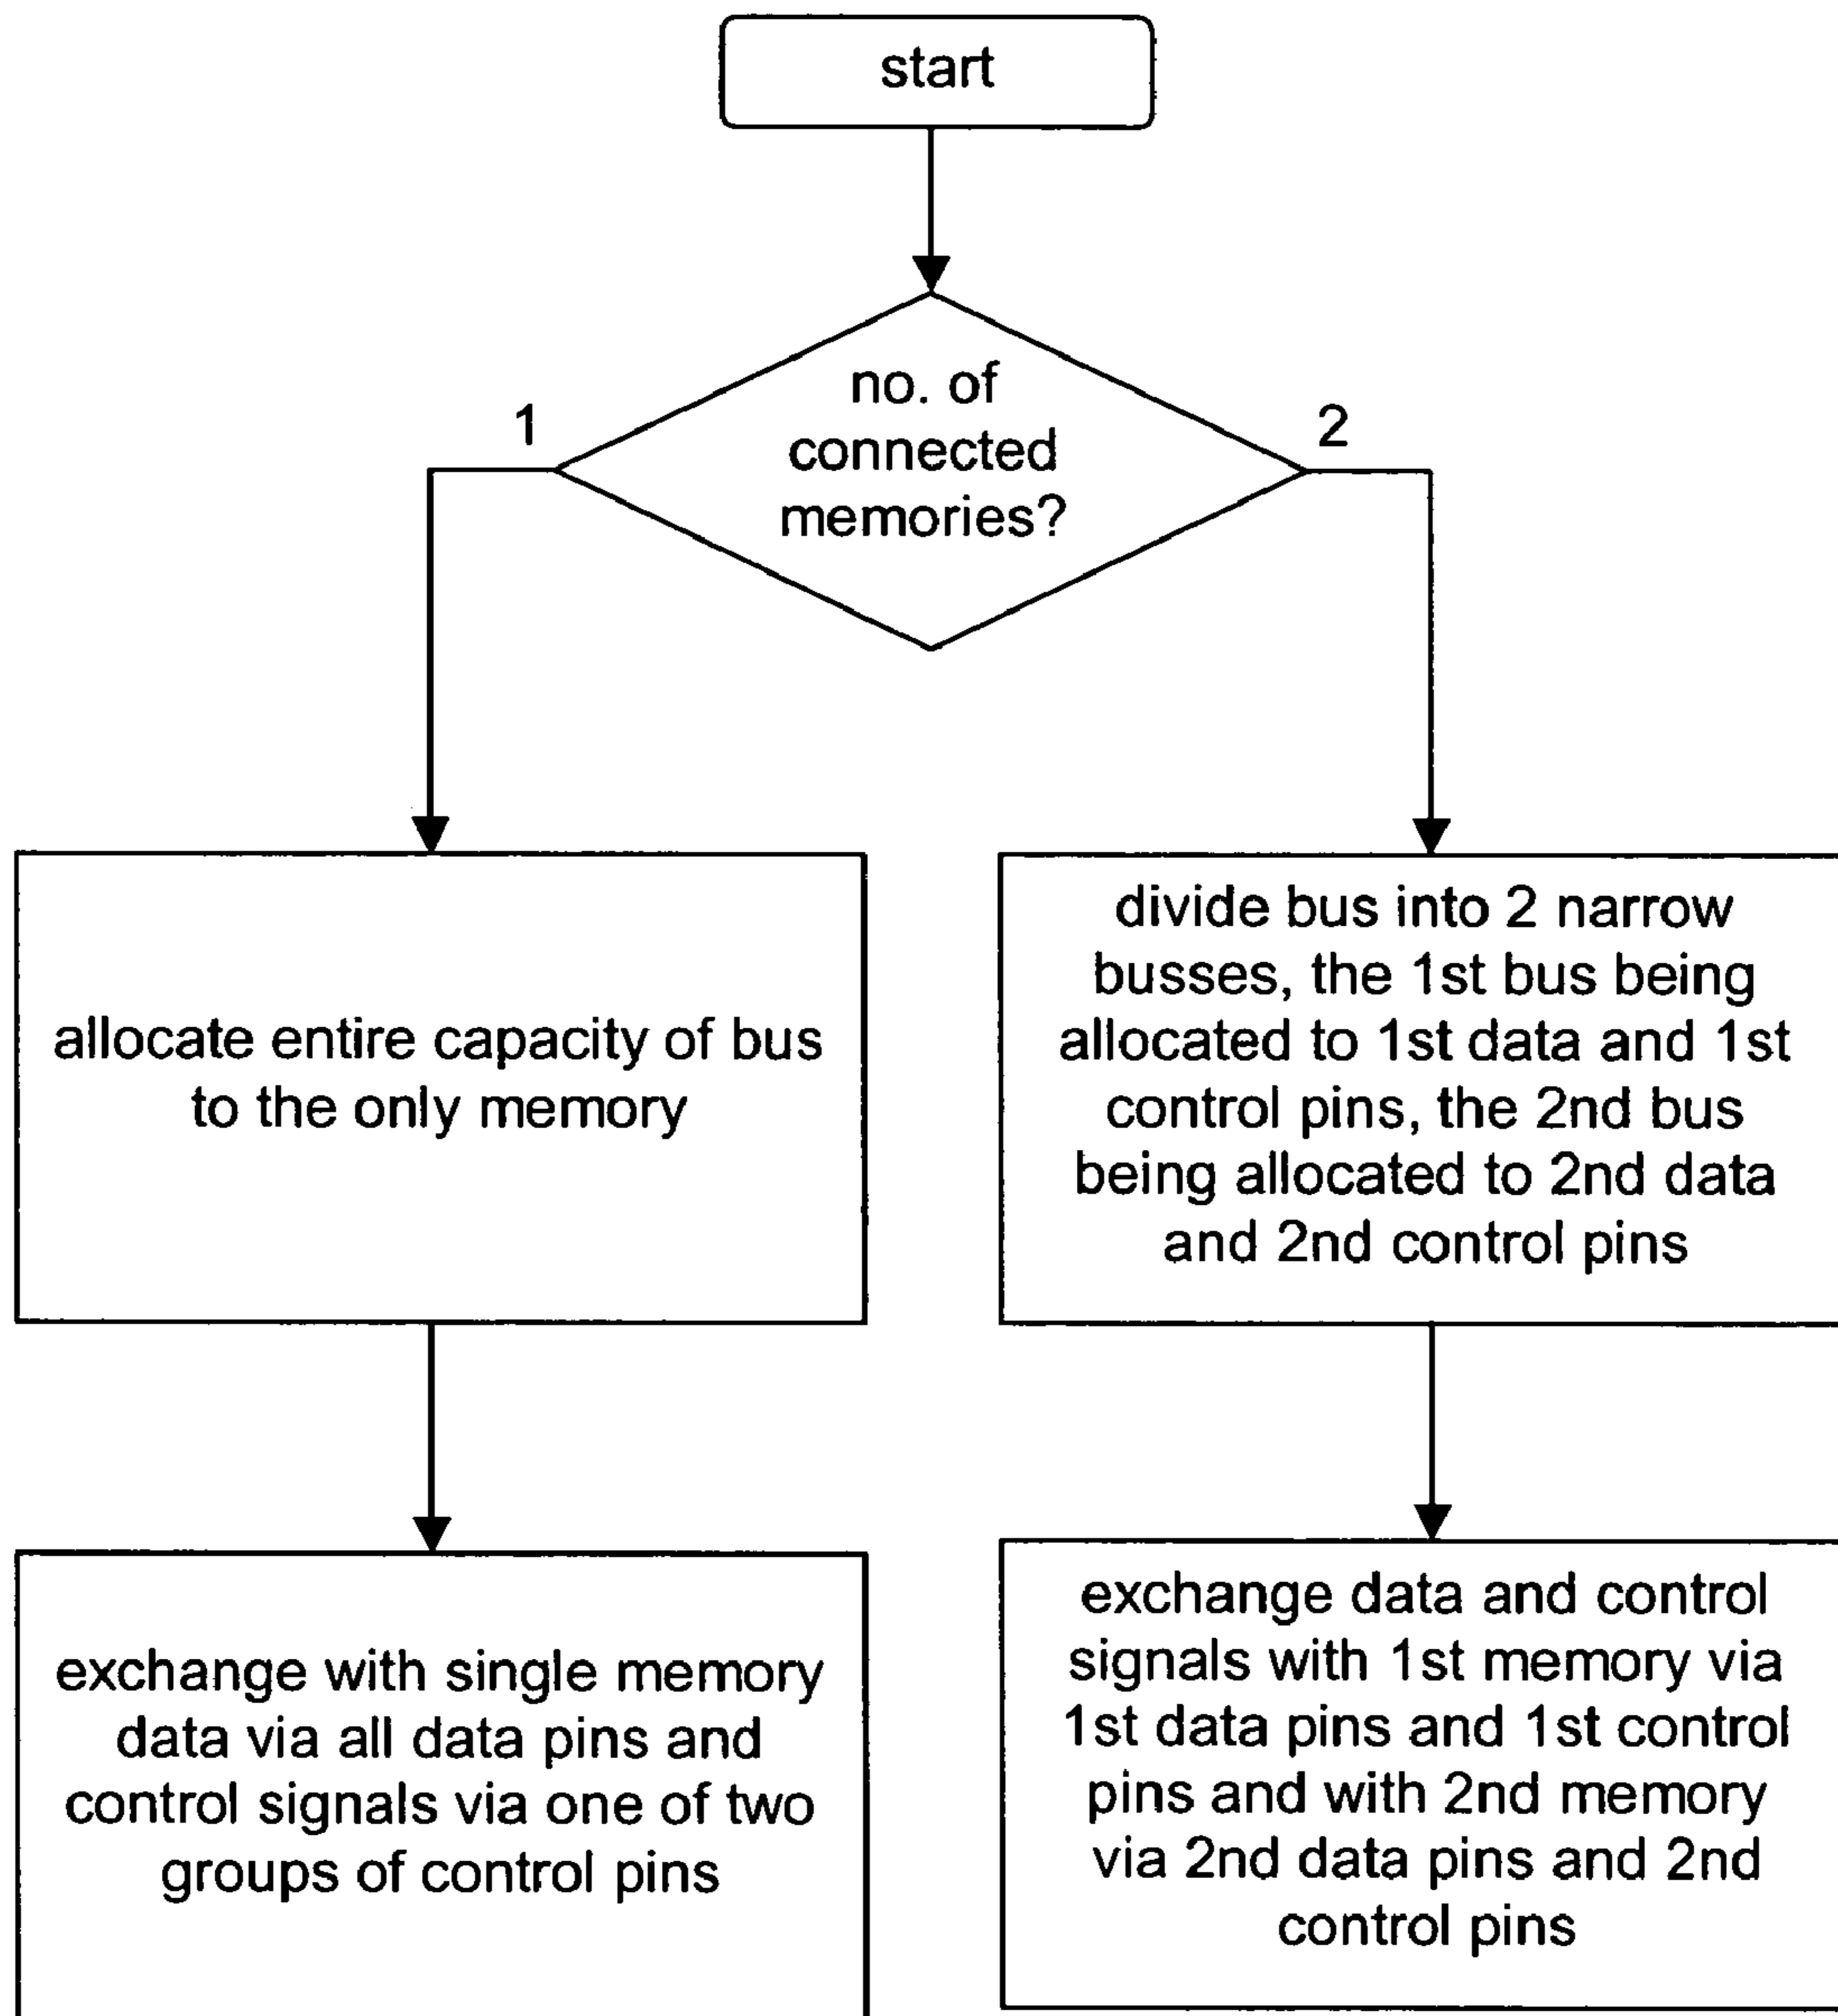 start
no. of
connected
memories?
1
2
allocate entire capacity of bus
to the only memory
divide bus into 2 narrow
busses, the 1st bus being
allocated to 1st data and 1st
control pins, the 2nd bus
being allocated to 2nd data
and 2nd control pins
exchange with single memory
data via all data pins and
control signals via one of two
groups of control pins
exchange data and control
signals with 1st memory via
1st data pins and 1st control
pins and with 2nd memory
via 2nd data pins and 2nd
control pins